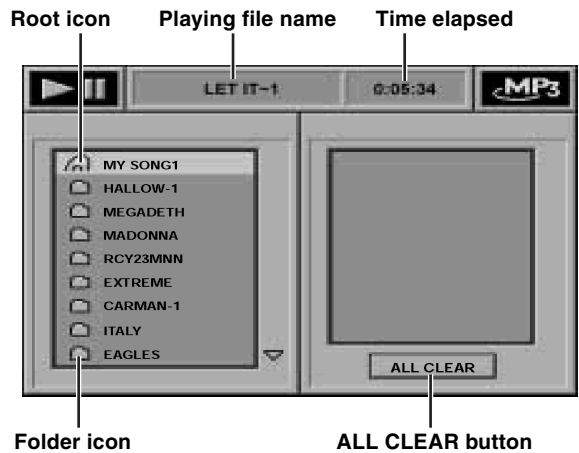 Root icon Playing file name Time elapsed
LET IT-1 0:05:34 MP3
MY SONG1
HALLOW-1
MEGADETH
MADONNA
RCY23MNN
EXTREME
CARMAN-1
ITALY
EAGLES
ALL CLEAR
Folder icon ALL CLEAR button